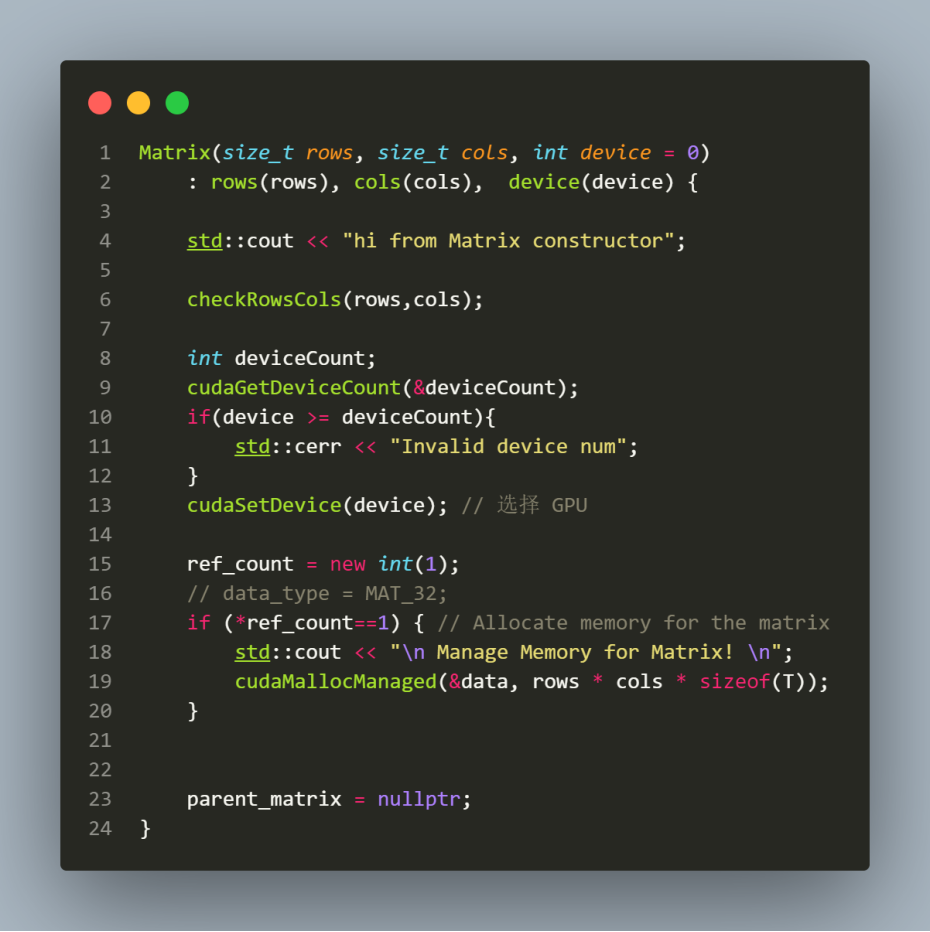 1 Matrix(size_t rows, size_t cols, int device = 0)
2     : rows(rows), cols(cols),  device(device) {
3
4     std::cout << "hi from Matrix constructor";
5
6     checkRowsCols(rows,cols);
7
8     int deviceCount;
9     cudaGetDeviceCount(&deviceCount);
10     if(device >= deviceCount){
11         std::cerr << "Invalid device num";
12     }
13     cudaSetDevice(device); // 选择 GPU
14
15     ref_count = new int(1);
16     // data_type = MAT_32;
17     if (*ref_count==1) { // Allocate memory for the matrix
18         std::cout << "\n Manage Memory for Matrix! \n";
19         cudaMallocManaged(&data, rows * cols * sizeof(T));
20     }
21
22
23     parent_matrix = nullptr;
24 }